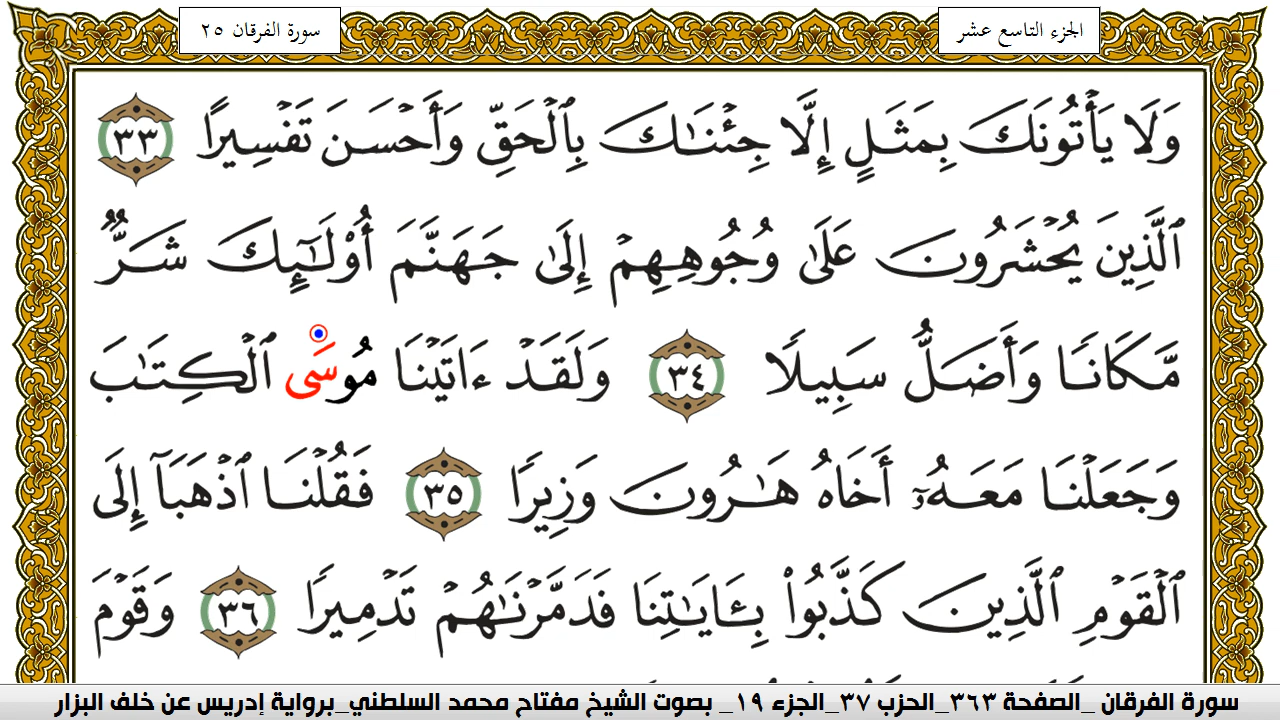 الجزء التاسع عشر
سورة الفرقان ٢٥
وَلَا يَأْتُونَكَ بِمَثَلٍ إِلَّا جِئْنَٰكَ بِٱلْحَقِّ وَأَحْسَنَ تَفْسِيرًا ٣٣
ٱلَّذِينَ يُحْشَرُونَ عَلَىٰ وُجُوهِهِمْ إِلَىٰ جَهَنَّمَ أُو۟لَٰٓئِكَ شَرٌّ
مَّكَانًا وَأَضَلُّ سَبِيلًا ٣٤ وَلَقَدْ ءَاتَيْنَا مُوسَى ٱلْكِتَٰبَ
وَجَعَلْنَا مَعَهُۥٓ أَخَاهُ هَٰرُونَ وَزِيرًا ٣٥ فَقُلْنَا ٱذْهَبَآ إِلَى
ٱلْقَوْمِ ٱلَّذِينَ كَذَّبُوا۟ بِـَٔايَٰتِنَا فَدَمَّرْنَٰهُمْ تَدْمِيرًا ٣٦ وَقَوْمَ
سورة الفرقان _الصفحة ٣٦٣_الحزب ٣٧_الجزء ١٩_ بصوت الشيخ مفتاح محمد السلطني_برواية إدريس عن خلف البزار